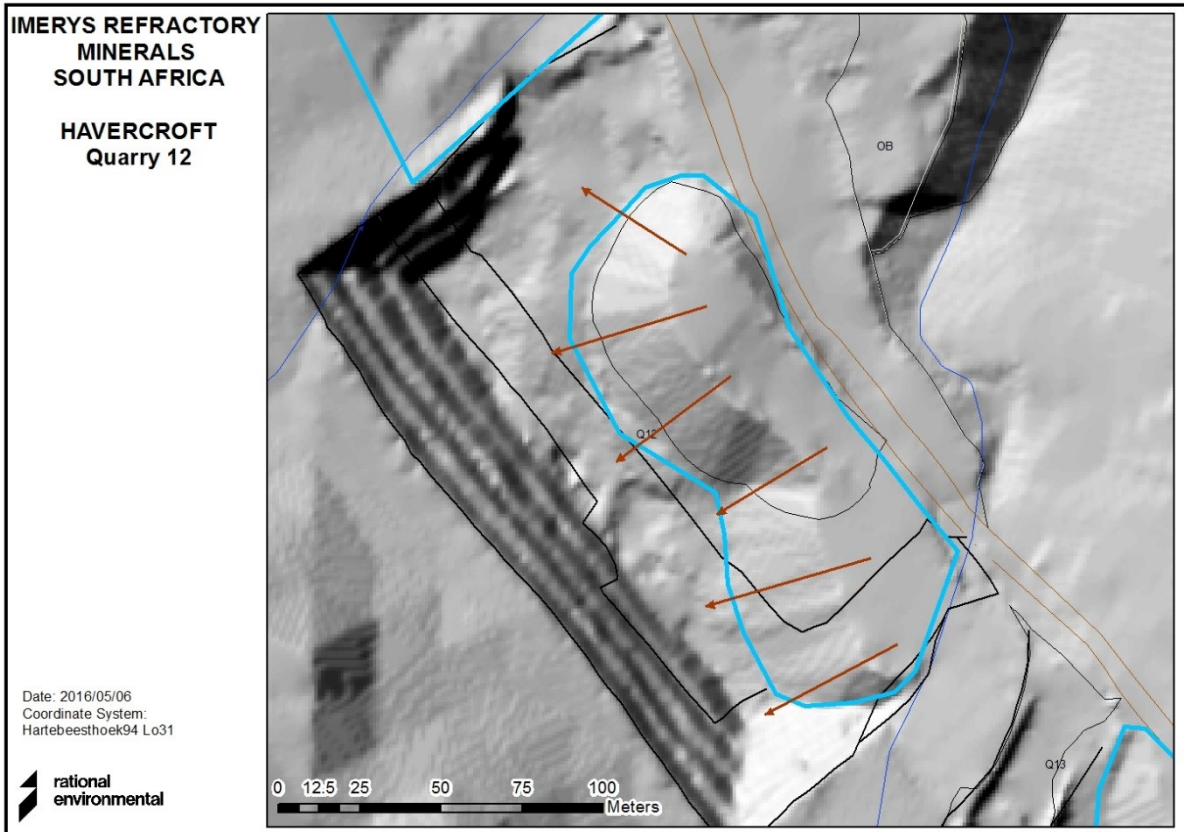 IMERYS REFRACTORY
MINERALS
SOUTH AFRICA
HAVERCROFT
Quarry 12
OB
Q12
Q13
Date: 2016/05/06
Coordinate System:
Hartebeesthoek94 Lo31
rational
environmental
0 12.5 25 50 75 100
Meters